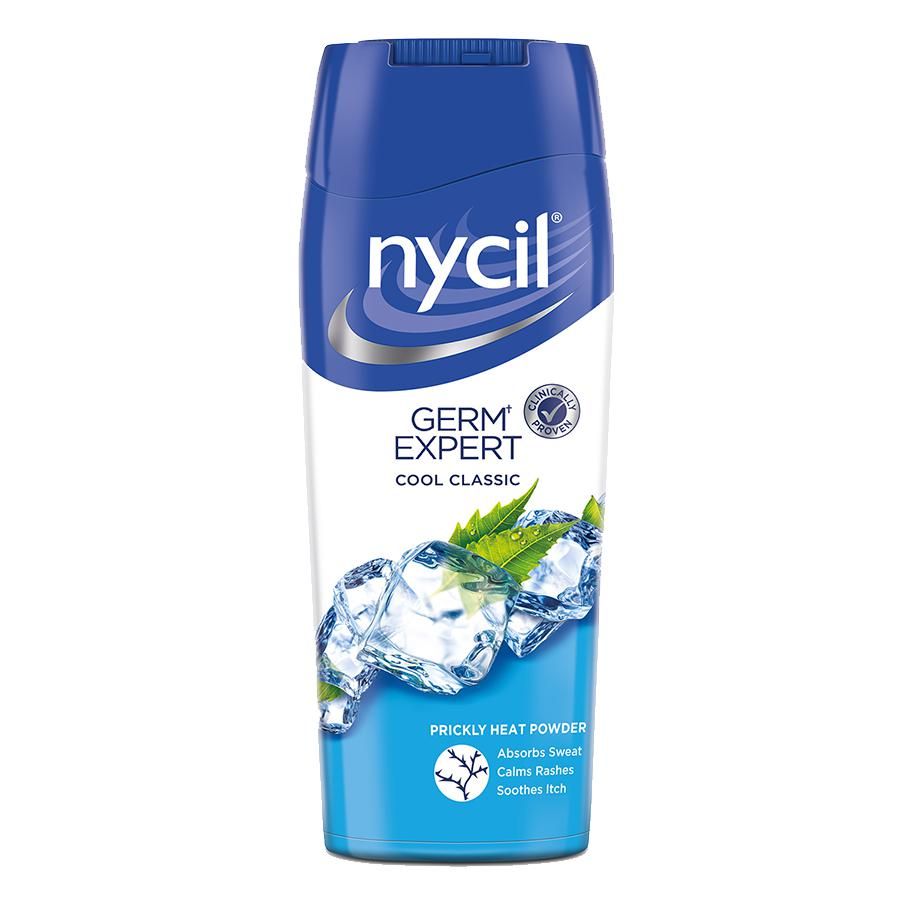 nycil®
GERM†
EXPERT
CLINICALLY
PROVEN
COOL CLASSIC
PRICKLY HEAT POWDER
Absorbs Sweat
Calms Rashes
Soothes Itch